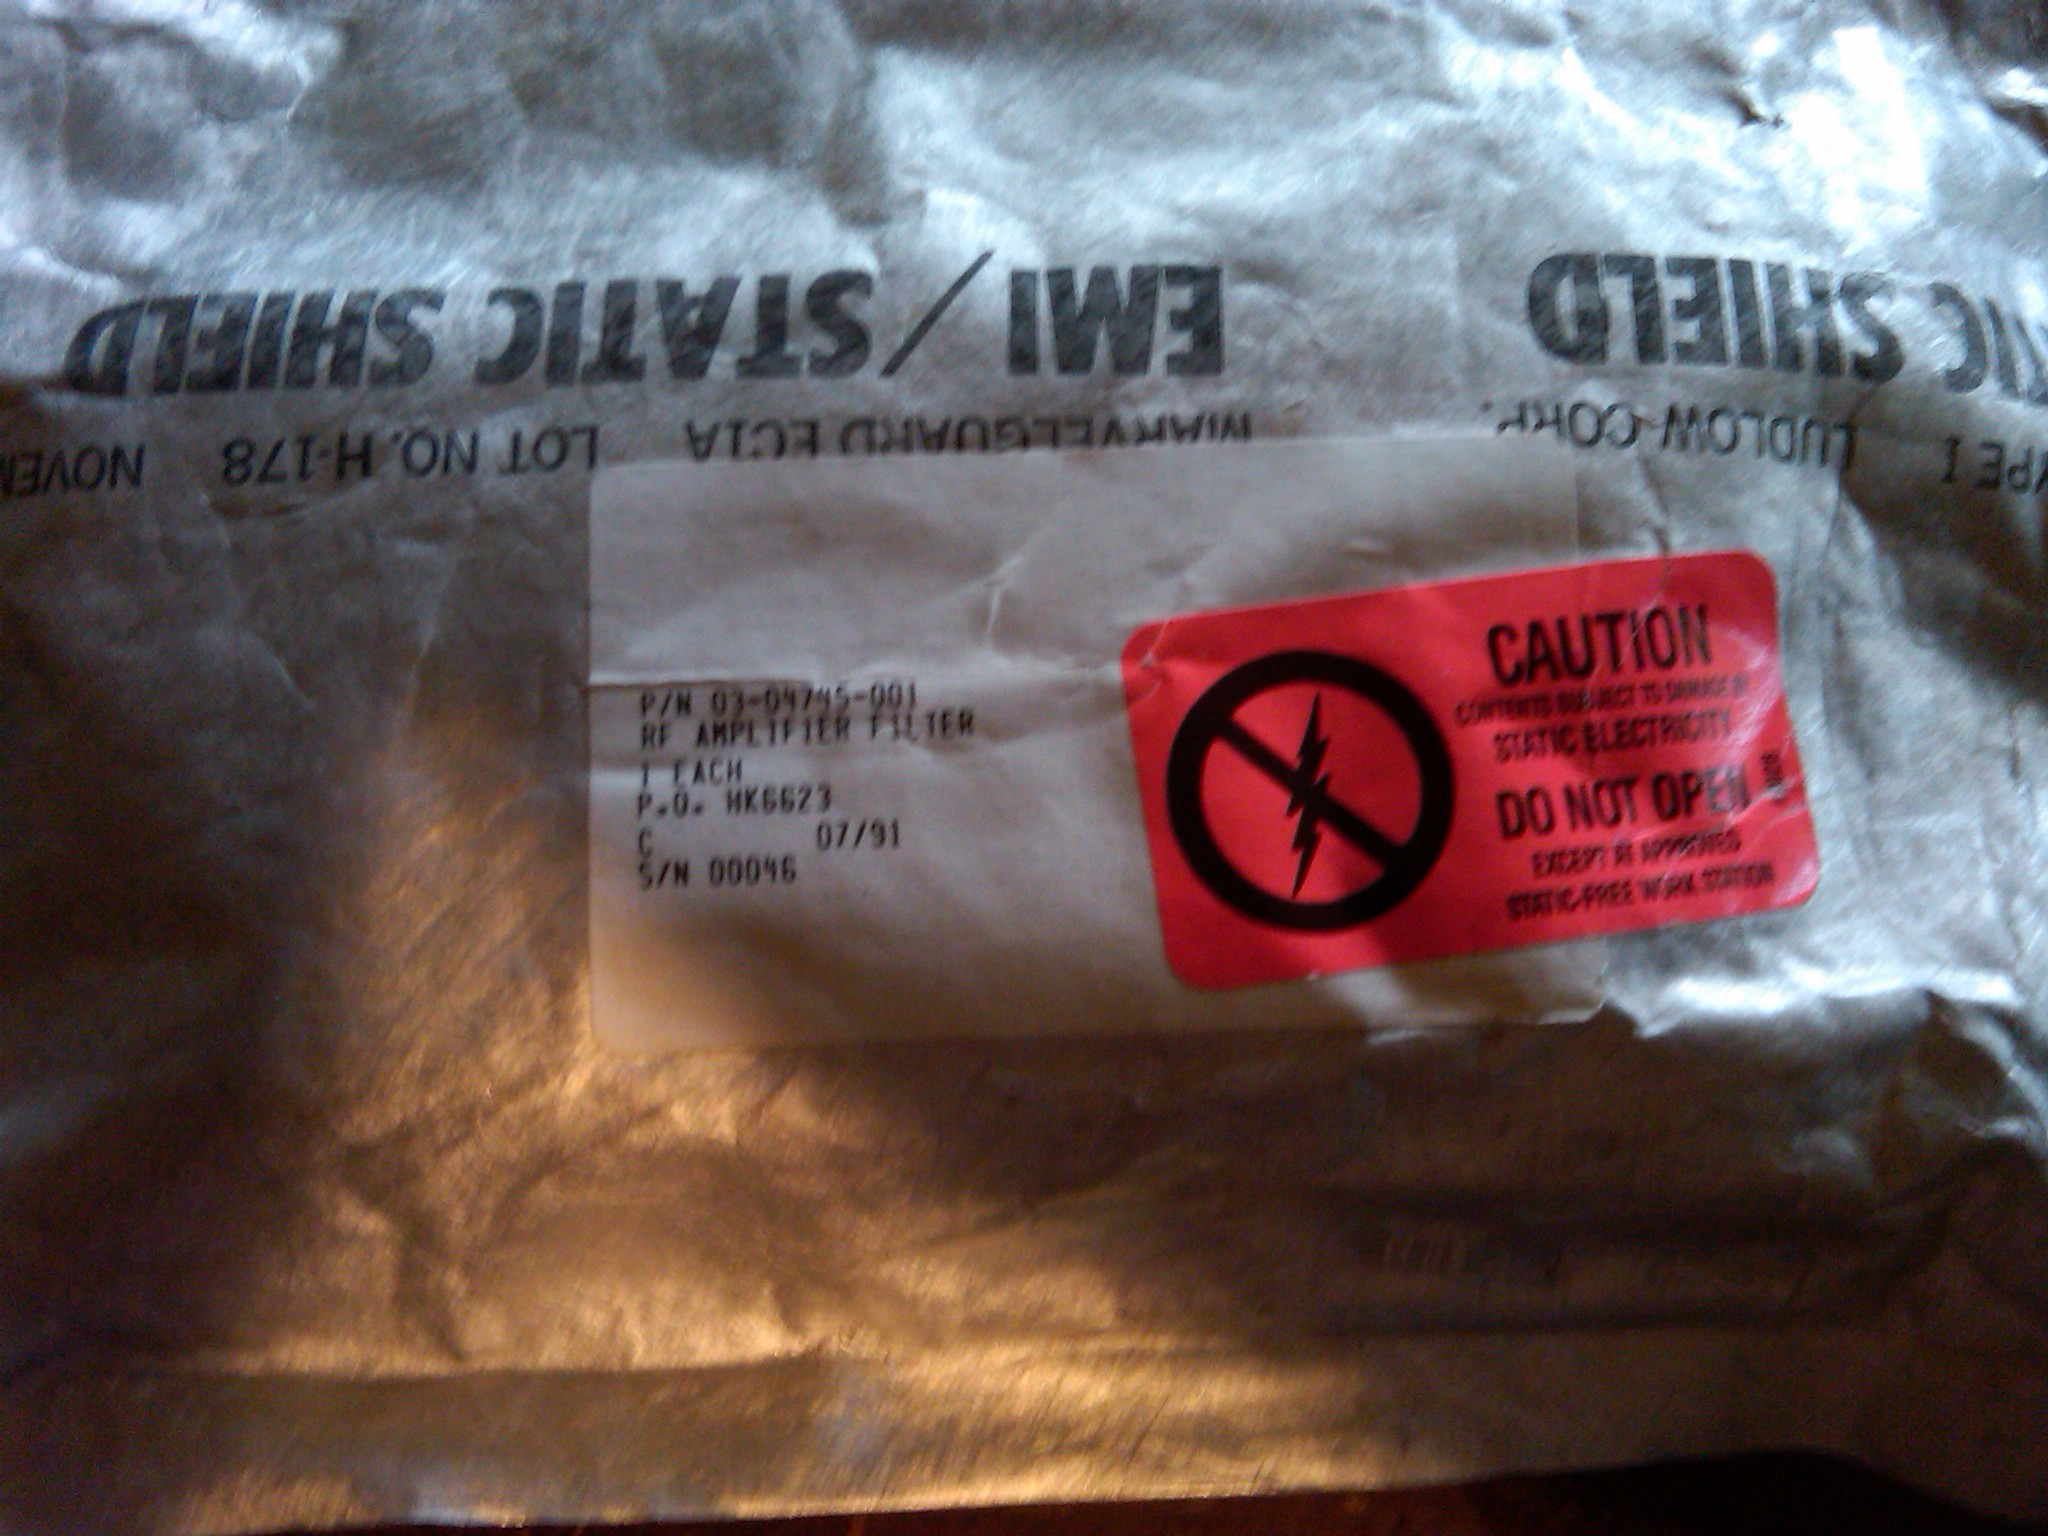 EMI / STATIC SHIELD
TIC SHIELD
MARVELGUARD EC1A LOT NO. H-178
LUDLOW CORP.
P/N 03-04745-001
RF AMPLIFIER FILTER
1 EACH
P.O. HK6623
C 07/91
S/N 00046
CAUTION
CONTENTS SUBJECT TO DAMAGE BY
STATIC ELECTRICITY
DO NOT OPEN
EXCEPT AT APPROVED
STATIC-FREE WORK STATION